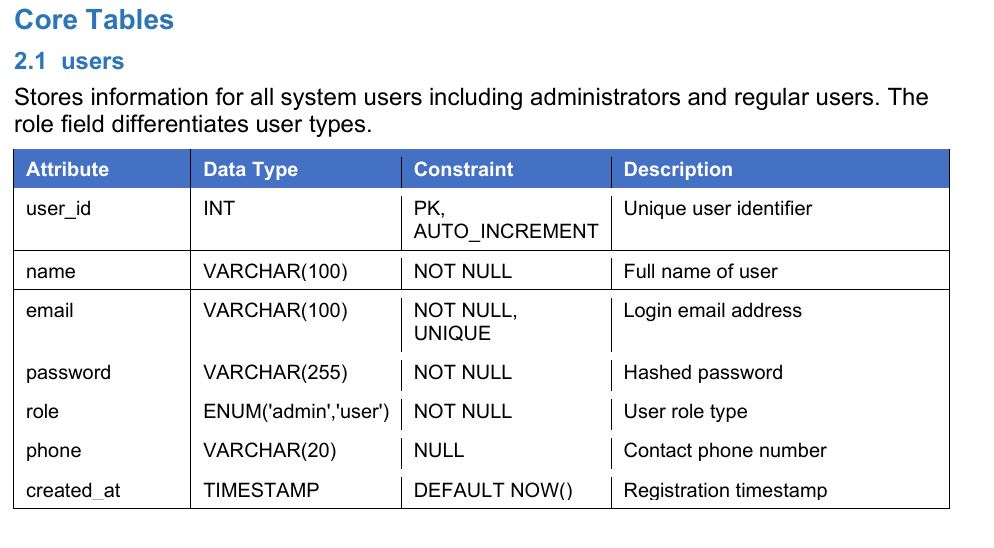 Core Tables
2.1 users
Stores information for all system users including administrators and regular users. The
role field differentiates user types.
Attribute Data Type Constraint Description
user_id INT PK, AUTO_INCREMENT Unique user identifier
name VARCHAR(100) NOT NULL Full name of user
email VARCHAR(100) NOT NULL, UNIQUE Login email address
password VARCHAR(255) NOT NULL Hashed password
role ENUM('admin','user') NOT NULL User role type
phone VARCHAR(20) NULL Contact phone number
created_at TIMESTAMP DEFAULT NOW() Registration timestamp